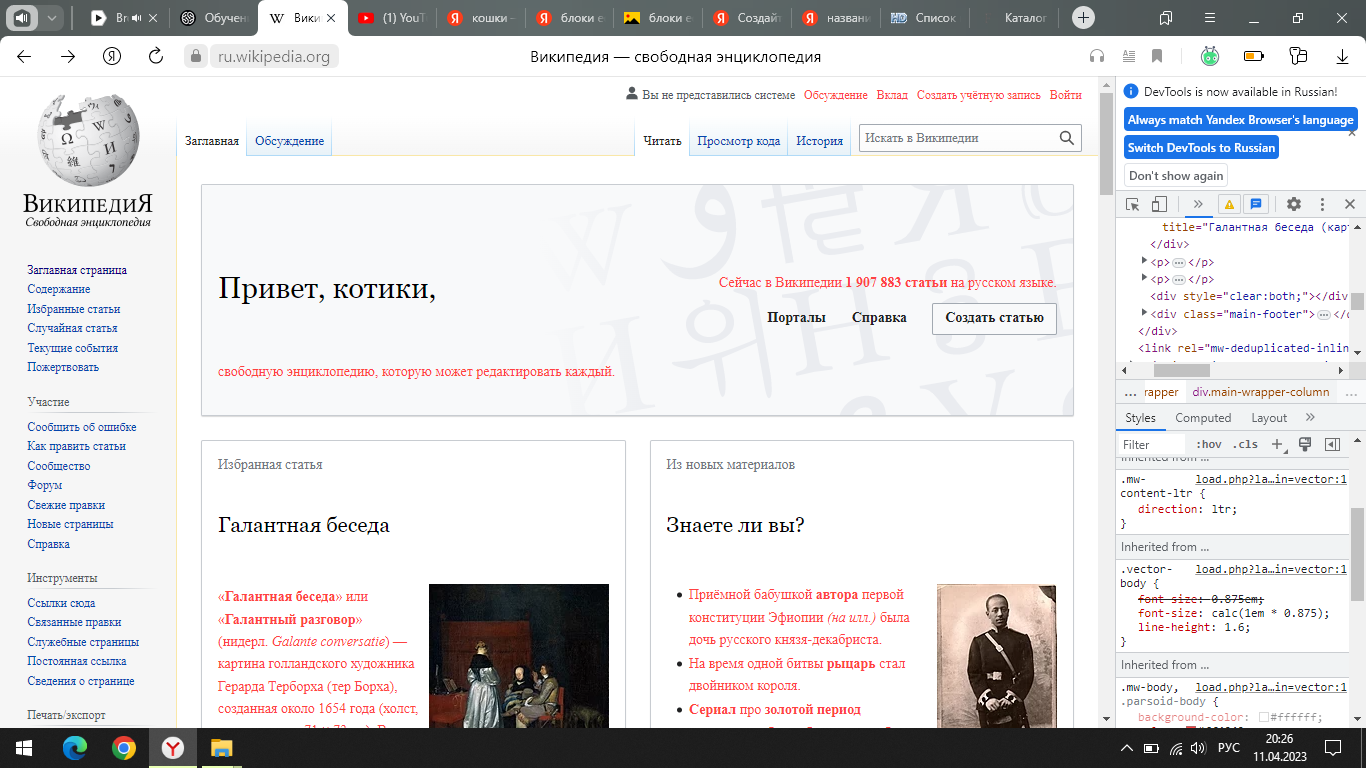 Br
Обучен
Вики
(1) YouT
кошки –
блоки е
блоки е
Создайт
названи
Список
Каталог
ru.wikipedia.org
Википедия — свободная энциклопедия
Вы не представились системе Обсуждение Вклад Создать учётную запись Войти
Заглавная Обсуждение Читать Просмотр кода История Искать в Википедии
ВИКИПЕДИЯ
Свободная энциклопедия
Заглавная страница
Содержание
Избранные статьи
Случайная статья
Текущие события
Пожертвовать
Участие
Сообщить об ошибке
Как править статьи
Сообщество
Форум
Свежие правки
Новые страницы
Справка
Инструменты
Ссылки сюда
Связанные правки
Служебные страницы
Постоянная ссылка
Сведения о странице
Печать/экспорт
Привет, котики,
Сейчас в Википедии 1 907 883 статьи на русском языке.
Порталы Справка Создать статью
свободную энциклопедию, которую может редактировать каждый.
Избранная статья
Галантная беседа
«Галантная беседа» или
«Галантный разговор»
(нидерл. Galante conversatie) —
картина голландского художника
Герарда Терборха (тер Борха),
созданная около 1654 года (холст,
Из новых материалов
Знаете ли вы?
Приёмной бабушкой автора первой
конституции Эфиопии (на илл.) была
дочь русского князя-декабриста.
На время одной битвы рыцарь стал
двойником короля.
Сериал про золотой период
DevTools is now available in Russian!
Always match Yandex Browser's language
Switch DevTools to Russian
Don't show again
title="Галантная беседа (кар
</div>
<p>…</p>
<p>…</p>
<div style="clear:both;"></div>
<div class="main-footer">…</
</div>
<link rel="mw-deduplicated-inlin
… rapper div.main-wrapper-column …
Styles Computed Layout
Filter :hov .cls
Inherited from …
.mw- load.php?la…in=vector:1
content-ltr {
direction: ltr;
}
Inherited from …
.vector- load.php?la…in=vector:1
body {
font-size: 0.875em;
font-size: calc(1em * 0.875);
line-height: 1.6;
}
Inherited from …
.mw-body, load.php?la…in=vector:1
.parsoid-body {
background-color: #ffffff;
РУС
20:26
11.04.2023